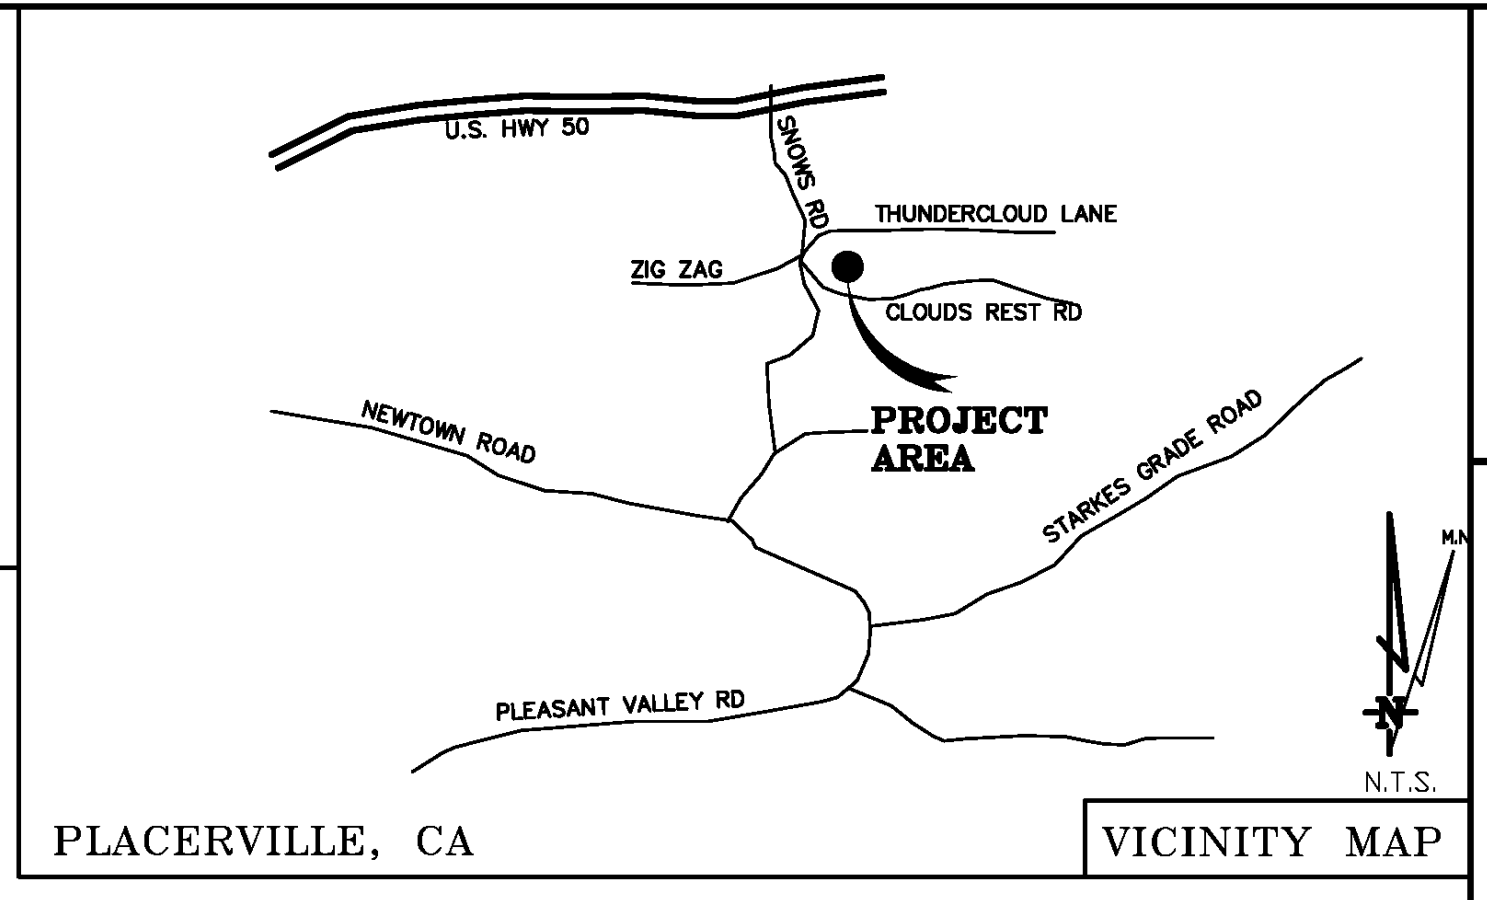 U.S. HWY 50
SNOWS RD
THUNDERCLOUD LANE
ZIG ZAG
CLOUDS REST RD
PROJECT
AREA
NEWTOWN ROAD
STARKES GRADE ROAD
M.N
PLEASANT VALLEY RD
N
N.T.S.
PLACERVILLE, CA
VICINITY MAP